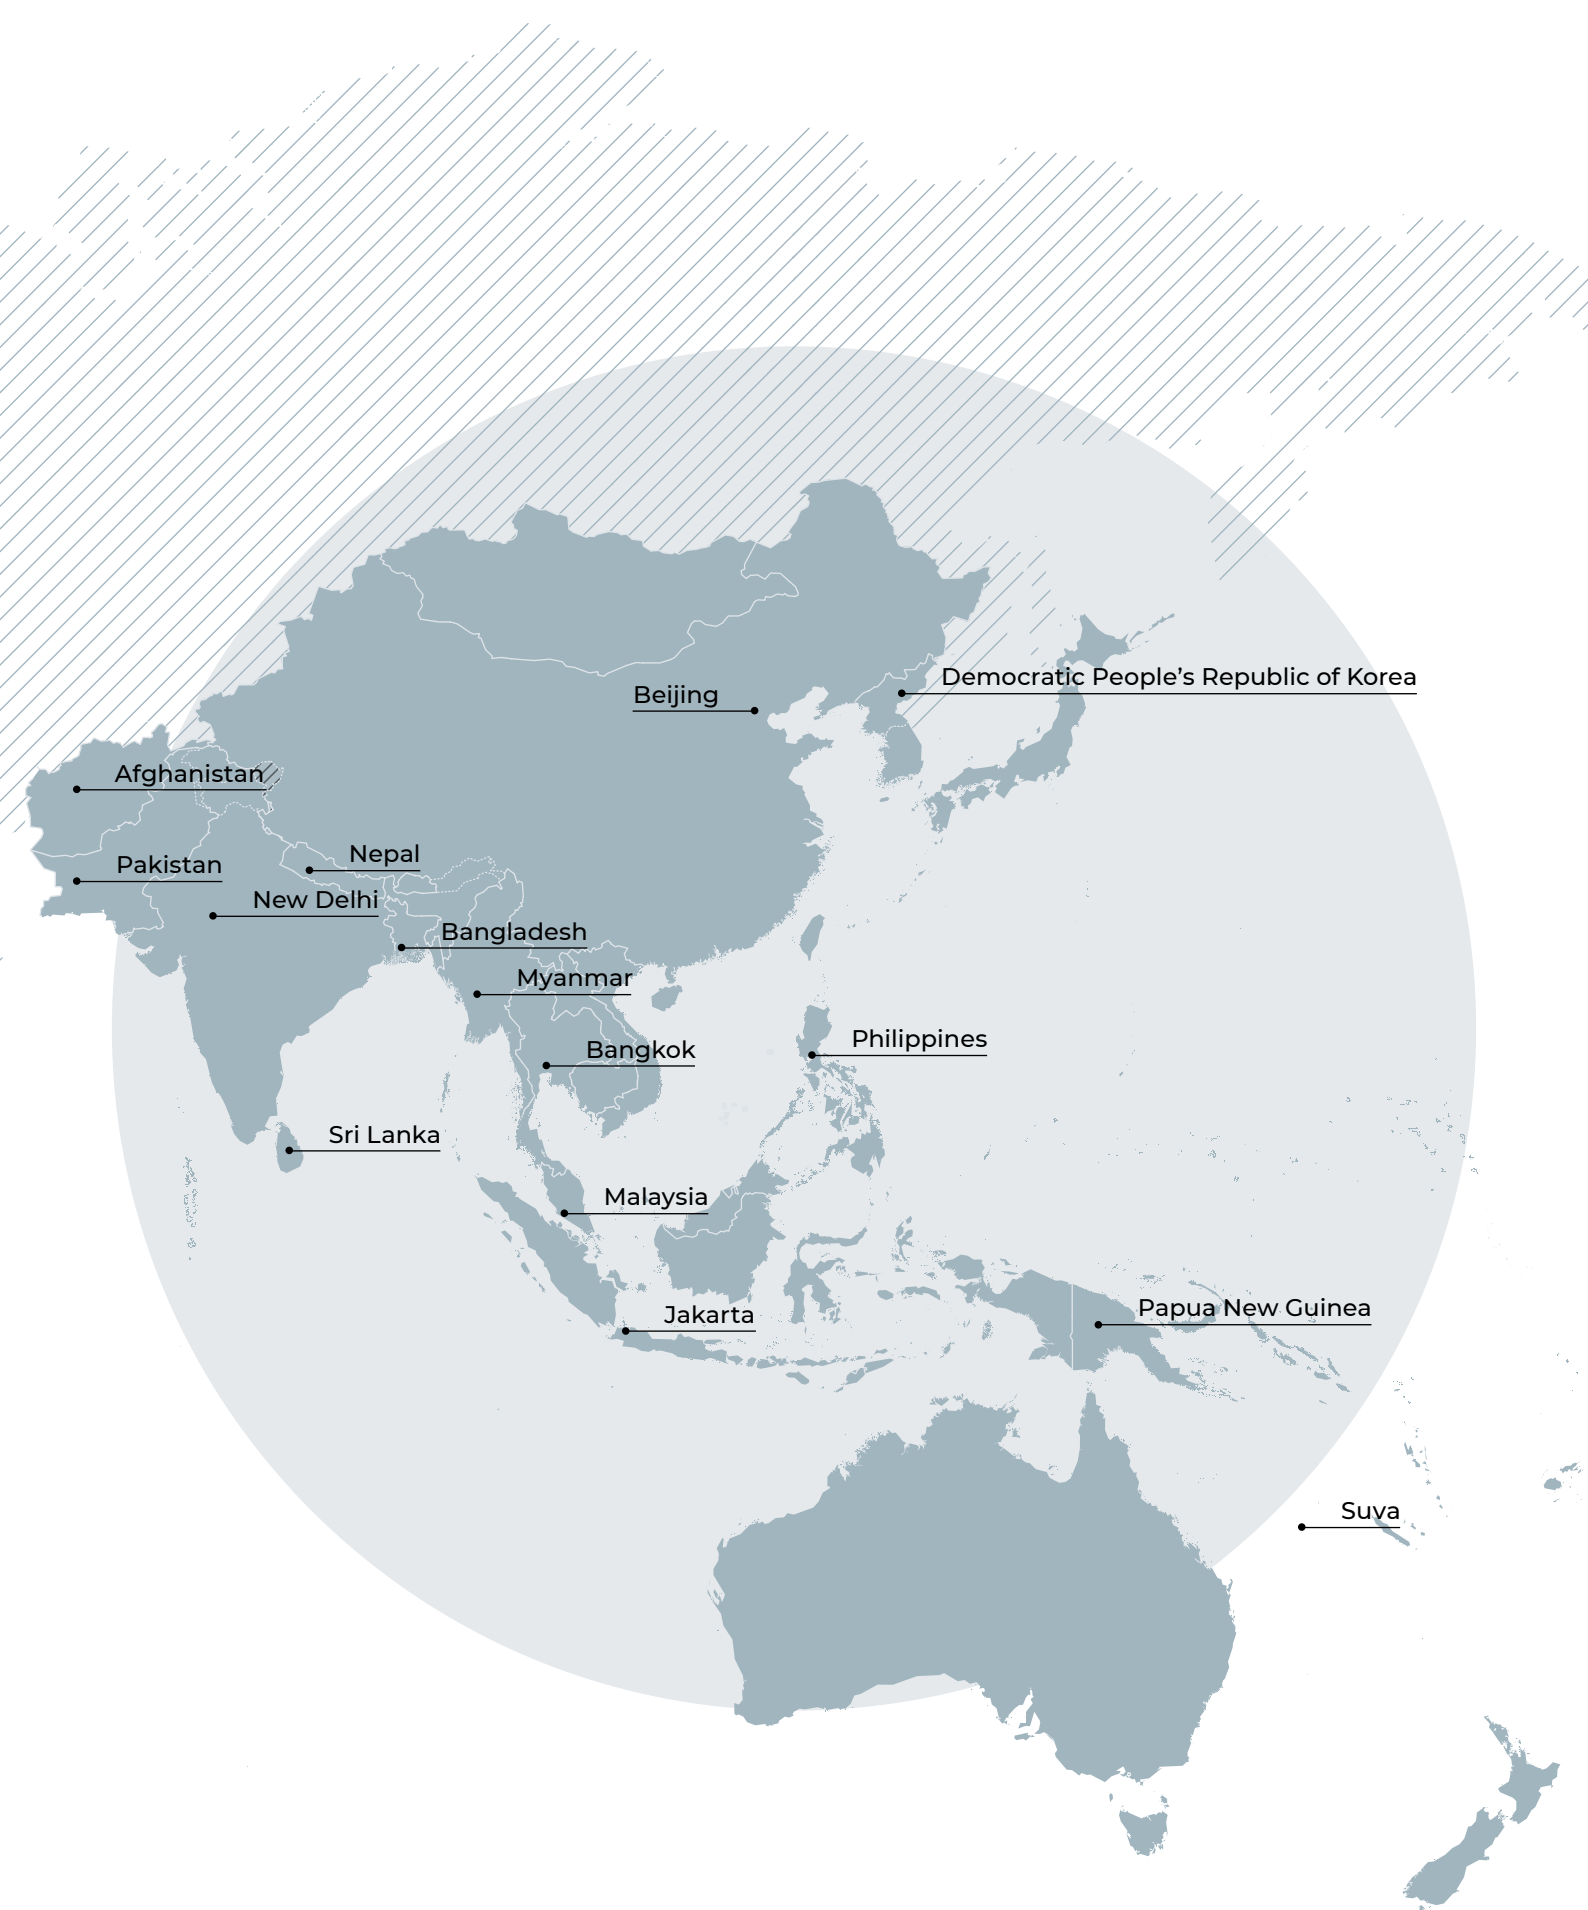 Democratic People’s Republic of Korea
Beijing
Afghanistan
Nepal
Pakistan
New Delhi
Bangladesh
Myanmar
Philippines
Bangkok
Sri Lanka
Malaysia
Papua New Guinea
Jakarta
Suva